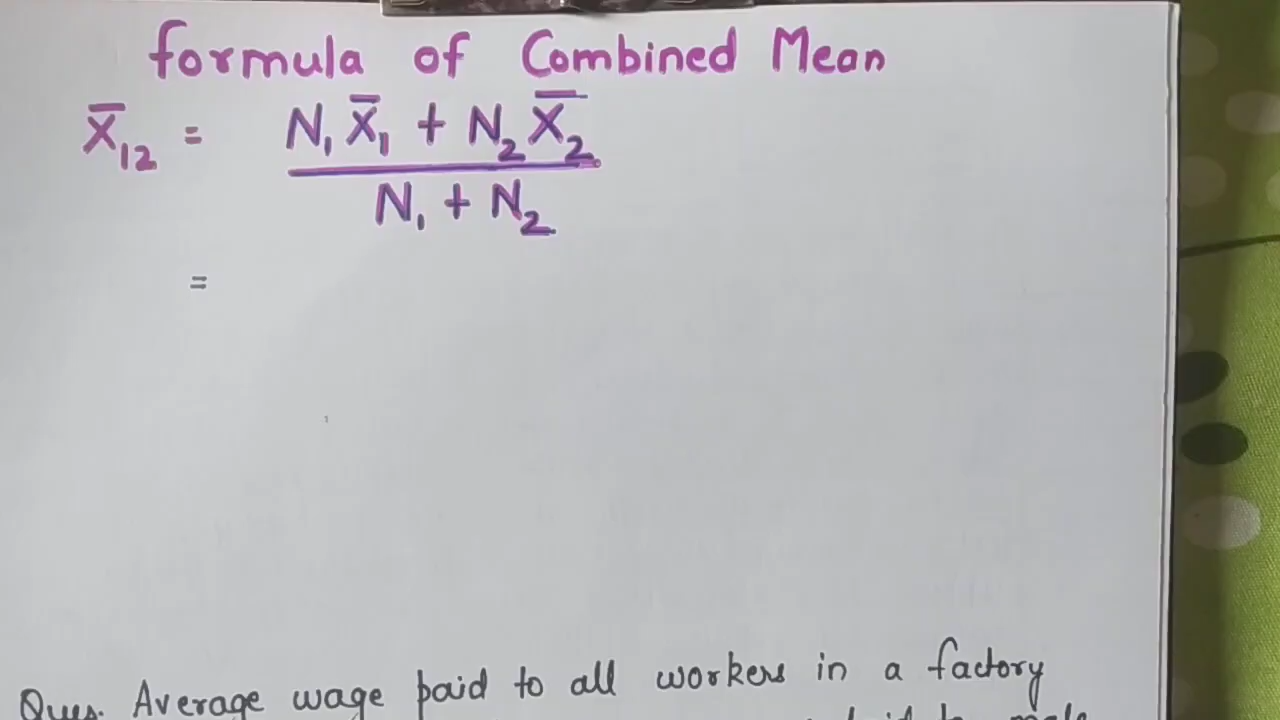 formula of Combined Mean
X̄₁₂ = N₁X̄₁ + N₂X̄₂
N₁ + N₂
=
Ques. Average wage paid to all workers in a factory